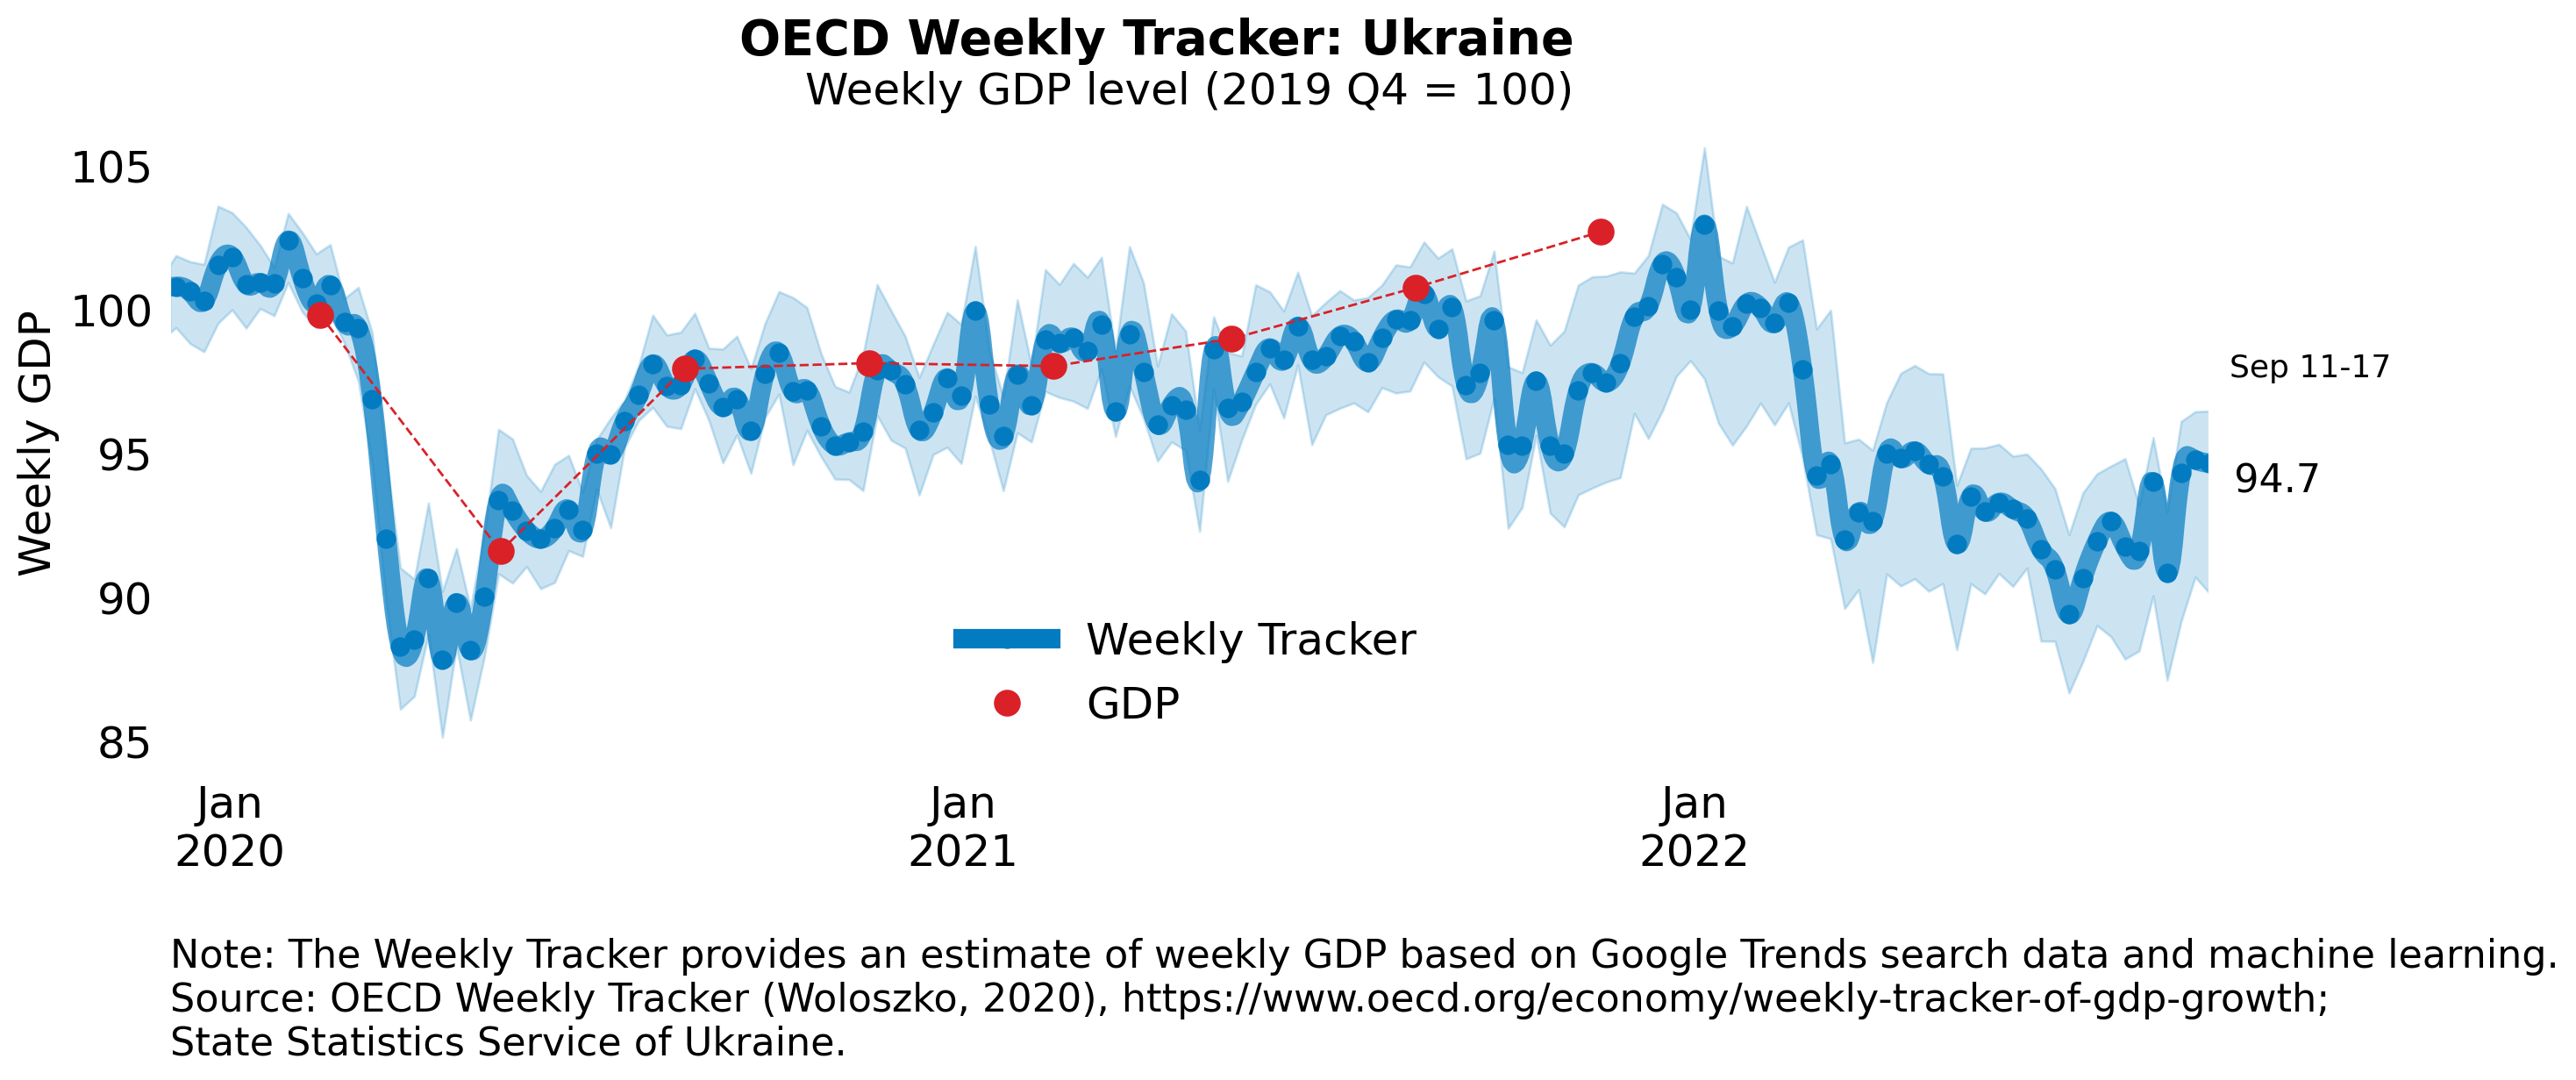 OECD Weekly Tracker: Ukraine
Weekly GDP level (2019 Q4 = 100)
Weekly GDP
105
100
95
90
85
Sep 11-17
94.7
Weekly Tracker
GDP
Jan
2020
Jan
2021
Jan
2022
Note: The Weekly Tracker provides an estimate of weekly GDP based on Google Trends search data and machine learning.
Source: OECD Weekly Tracker (Woloszko, 2020), https://www.oecd.org/economy/weekly-tracker-of-gdp-growth;
State Statistics Service of Ukraine.